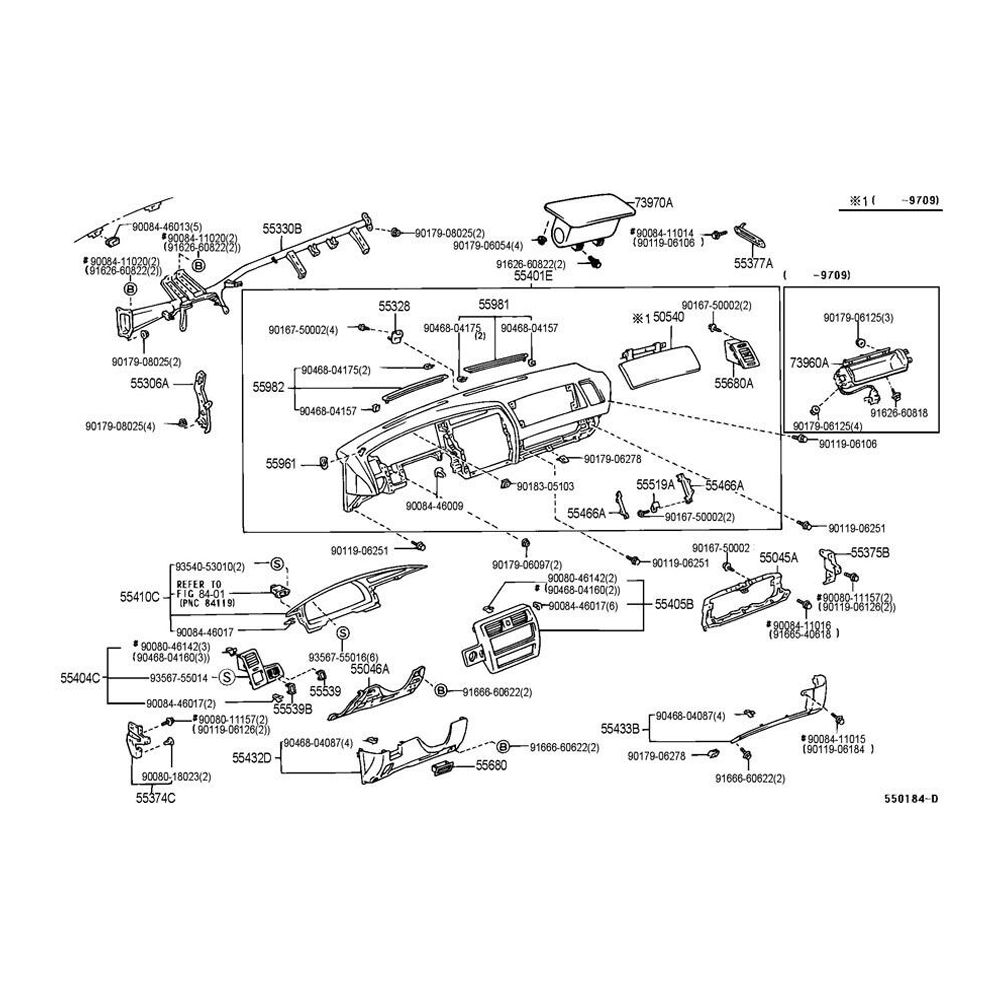 ※1 (     -9709)
73970A
90084-46013(5)
#90084-11020(2)
(91626-60822(2))
55330B
90179-08025(2)
90179-06054(4)
#90084-11014
(90119-06106 )
55377A
#90084-11020(2)
(91626-60822(2))
B
B
91626-60822(2)
55401E
(     -9709)
90179-08025(2)
55306A
90179-08025(4)
55328
55981
90167-50002(4)
90468-04175
(2)
90468-04157
※1 50540
90167-50002(2)
55680A
90179-06125(3)
73960A
91626-60818
90179-06125(4)
90468-04175(2)
55982
90468-04157
55961
90119-06106
90179-06278
90183-05103
90084-46009
55519A
55466A
55466A
90167-50002(2)
90119-06251
90119-06251
90179-06097(2)
90119-06251
90167-50002
55045A
55375B
93540-53010(2)
S
REFER TO
FIG 84-01
(PNC 84119)
55410C
90084-46017
S
93567-55016(6)
#90080-46142(2)
(90468-04160(2))
90084-46017(6)
55405B
#90080-11157(2)
(90119-06126(2))
#90084-11016
(91665-40618 )
#90080-46142(3)
(90468-04160(3))
55404C
93567-55014
S
90084-46017(2)
55539
55539B
55046A
B
91666-60622(2)
#90080-11157(2)
(90119-06126(2))
90080-18023(2)
55374C
90468-04087(4)
55432D
B
91666-60622(2)
55680
90468-04087(4)
55433B
90179-06278
#90084-11015
(90119-06184 )
91666-60622(2)
550184-D